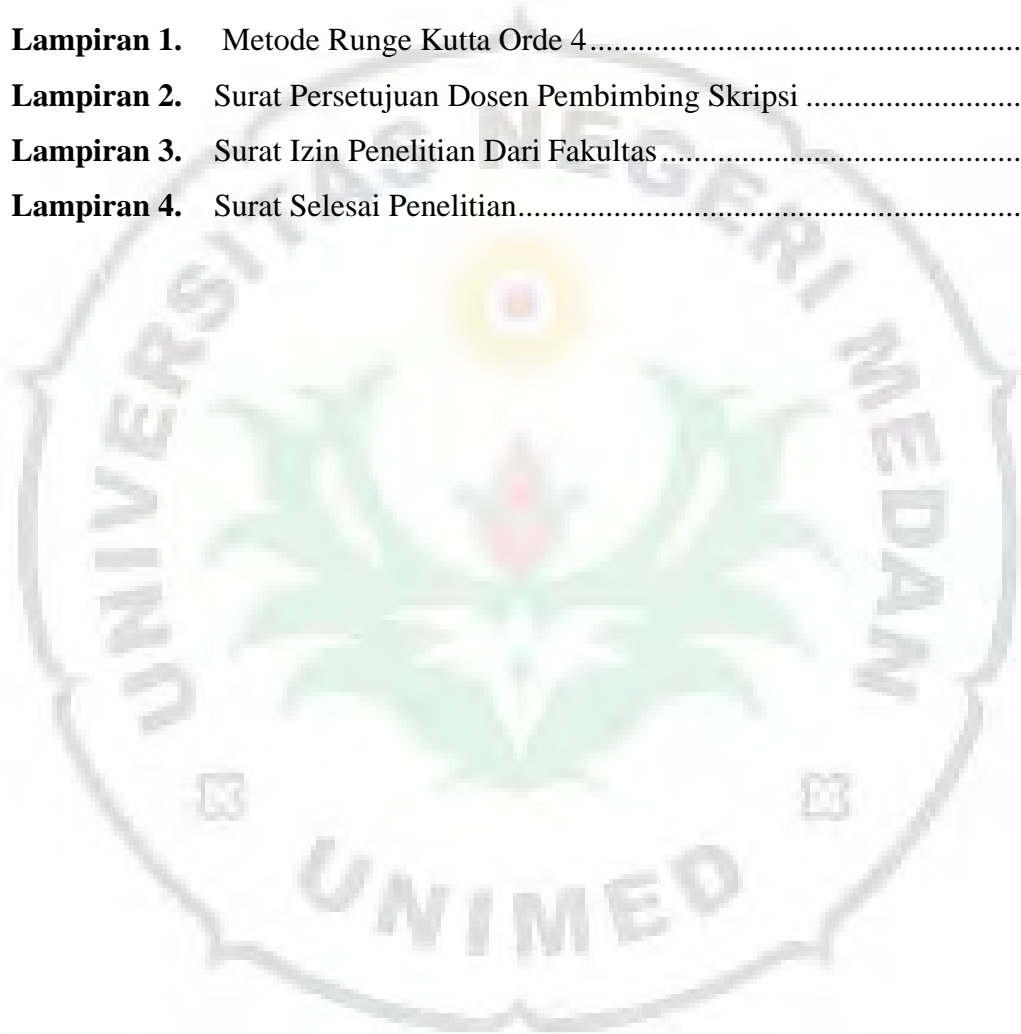 Lampiran 1. Metode Runge Kutta Orde 4......................................................
Lampiran 2. Surat Persetujuan Dosen Pembimbing Skripsi ...........................
Lampiran 3. Surat Izin Penelitian Dari Fakultas.............................................
Lampiran 4. Surat Selesai Penelitian...............................................................
UNIVERSITAS NEGERI MEDAN
UNIMED